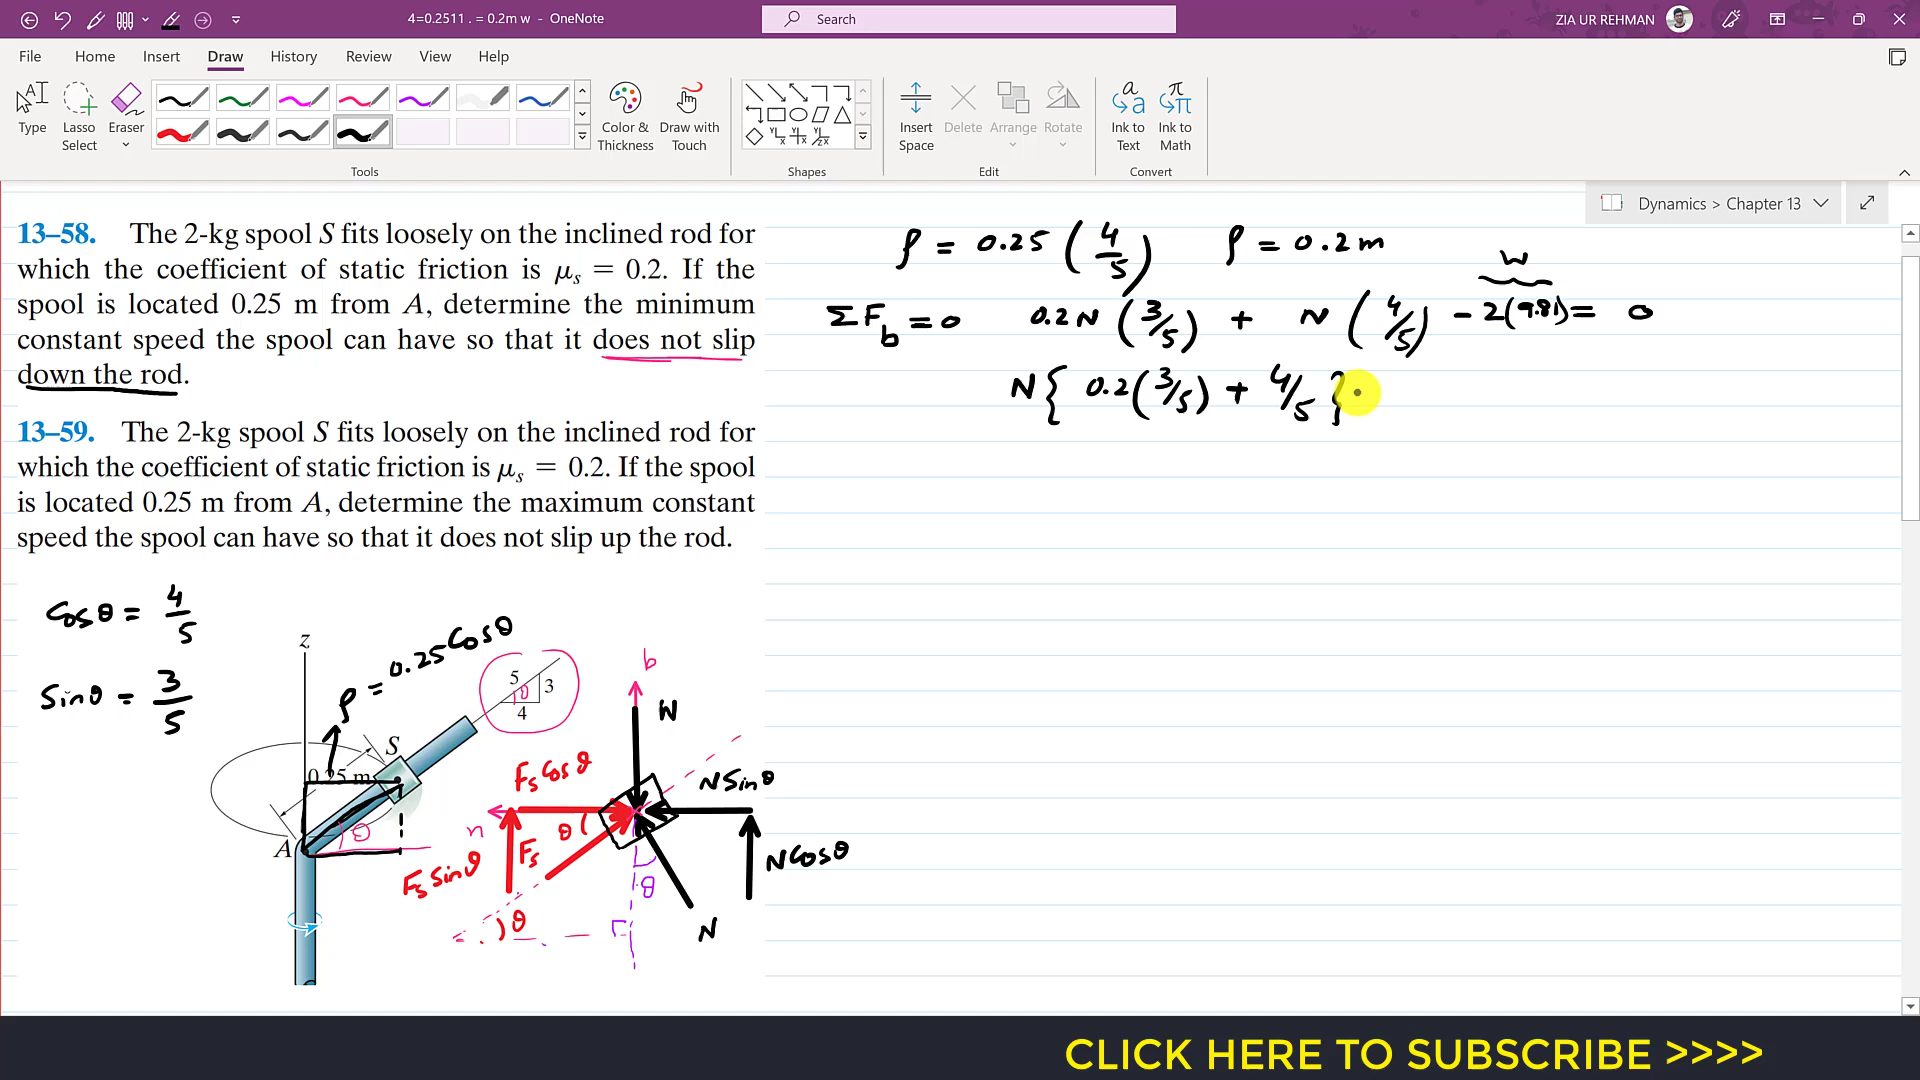 4=0.2511 . = 0.2m w - OneNote
Search
ZIA UR REHMAN
File Home Insert Draw History Review View Help
Type
Lasso Select
Eraser
Color & Thickness
Draw with Touch
Insert Space
Delete
Arrange
Rotate
Ink to Text
Ink to Math
Tools
Shapes
Edit
Convert
Dynamics > Chapter 13
13–58. The 2-kg spool S fits loosely on the inclined rod for
which the coefficient of static friction is μs = 0.2. If the
spool is located 0.25 m from A, determine the minimum
constant speed the spool can have so that it does not slip
down the rod.
13–59. The 2-kg spool S fits loosely on the inclined rod for
which the coefficient of static friction is μs = 0.2. If the spool
is located 0.25 m from A, determine the maximum constant
speed the spool can have so that it does not slip up the rod.
Cosθ = 4/5
Sinθ = 3/5
z
ρ = 0.25 Cosθ
5
θ
3
4
S
0.25 m
A
θ
b
W
Fs Cosθ
N Sinθ
n
θ
Fs
Fs Sinθ
N Cosθ
θ
θ
N
ρ = 0.25 (4/5) ρ = 0.2 m
W
ΣFb = 0 0.2N (3/5) + N (4/5) - 2(9.81) = 0
N{ 0.2(3/5) + 4/5 }
CLICK HERE TO SUBSCRIBE >>>>